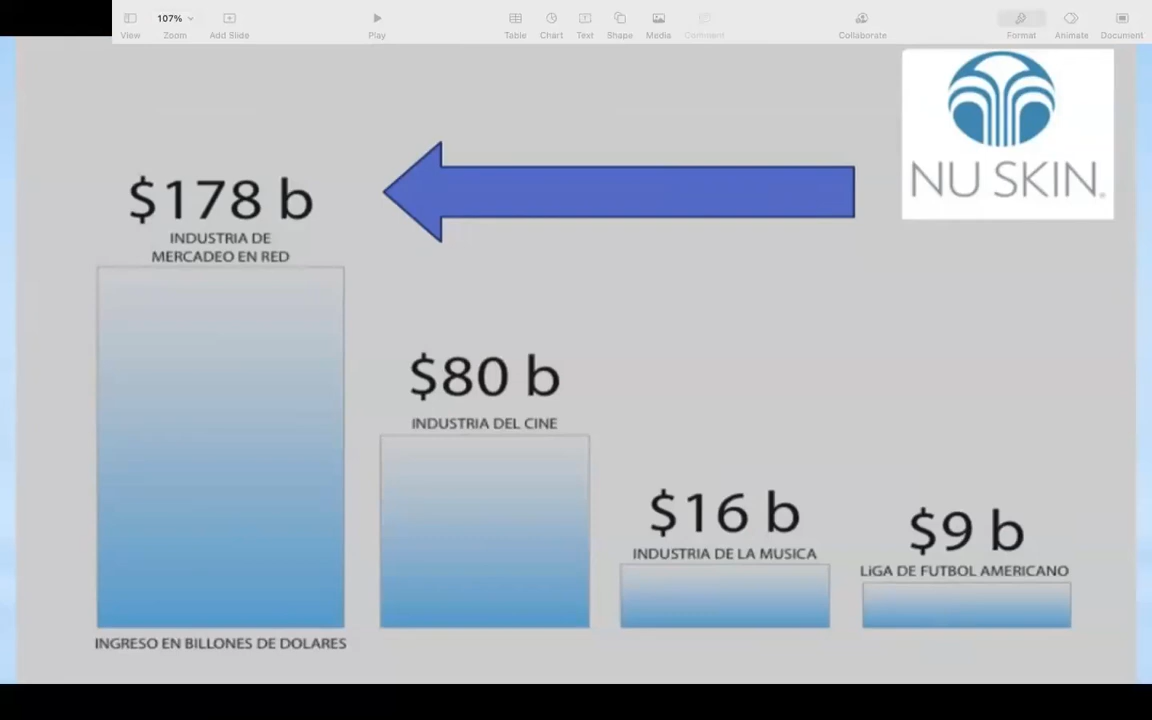 107%
View
Zoom
Add Slide
Play
Table
Chart
Text
Shape
Media
Comment
Collaborate
Format
Animate
Document
NU SKIN®
$178 b
INDUSTRIA DE
MERCADEO EN RED
$80 b
INDUSTRIA DEL CINE
$16 b
INDUSTRIA DE LA MUSICA
$9 b
LiGA DE FUTBOL AMERICANO
INGRESO EN BILLONES DE DOLARES